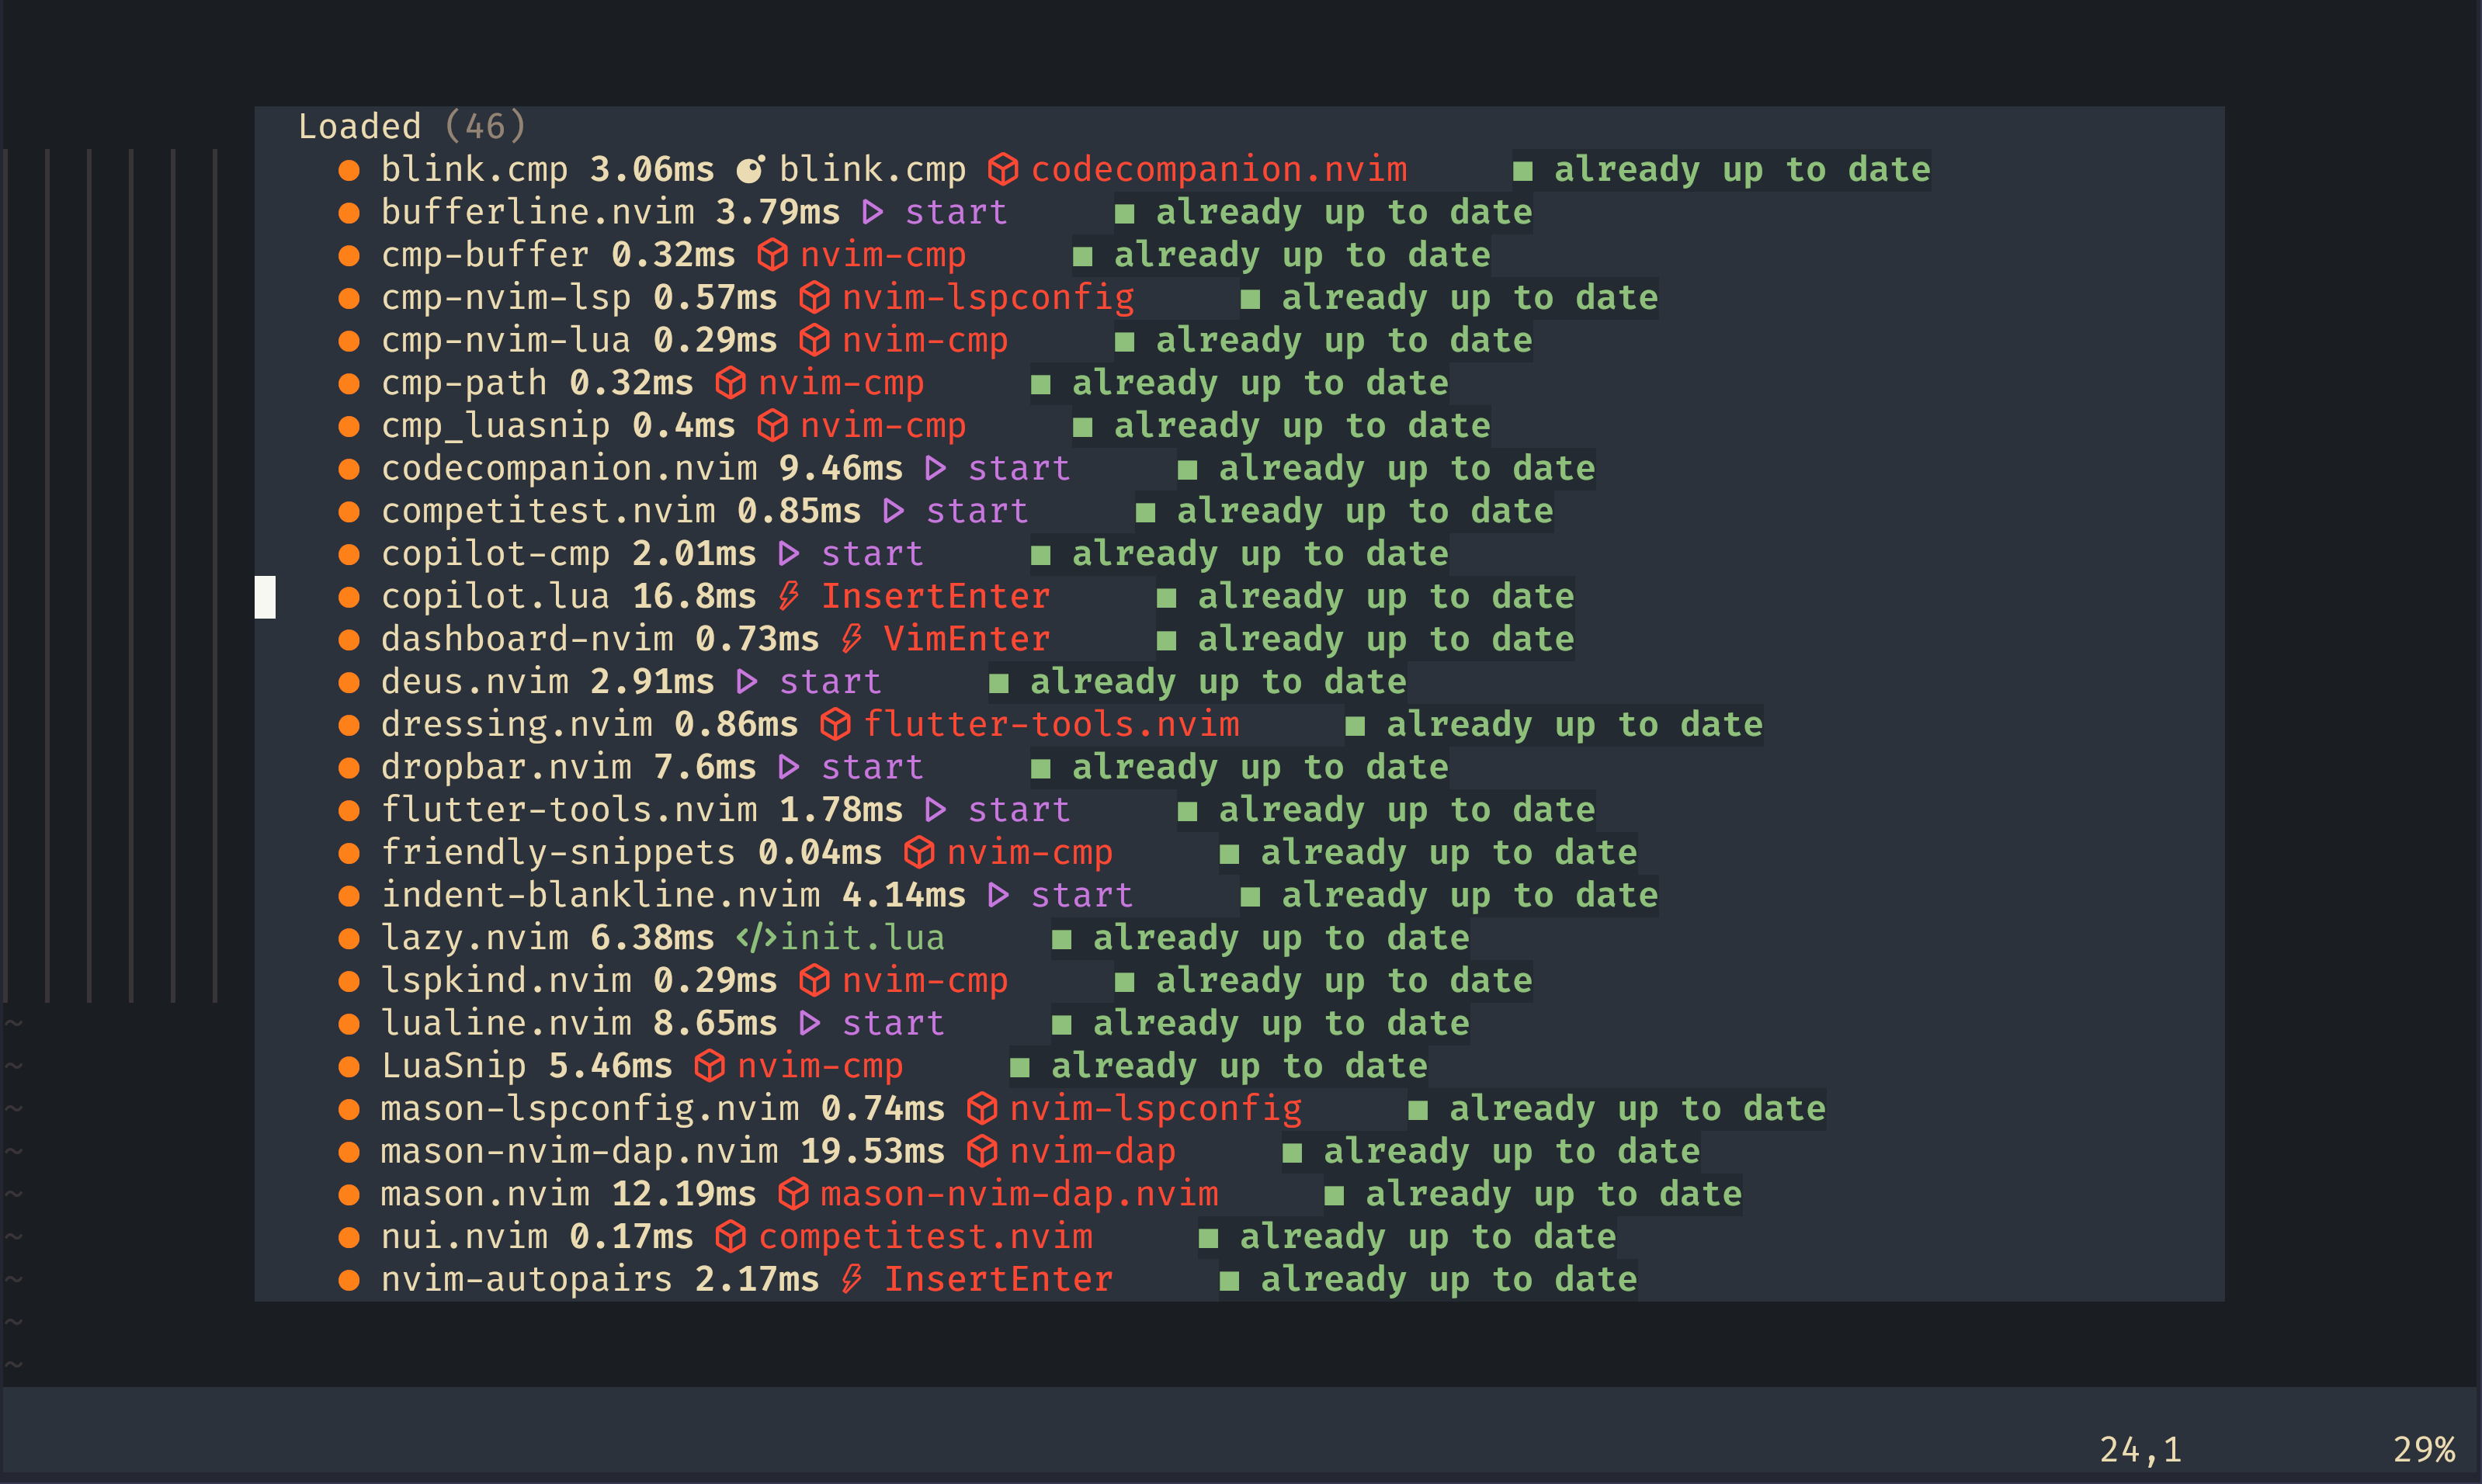 Loaded (46)
● blink.cmp 3.06ms blink.cmp codecompanion.nvim ■ already up to date
● bufferline.nvim 3.79ms start ■ already up to date
● cmp-buffer 0.32ms nvim-cmp ■ already up to date
● cmp-nvim-lsp 0.57ms nvim-lspconfig ■ already up to date
● cmp-nvim-lua 0.29ms nvim-cmp ■ already up to date
● cmp-path 0.32ms nvim-cmp ■ already up to date
● cmp_luasnip 0.4ms nvim-cmp ■ already up to date
● codecompanion.nvim 9.46ms start ■ already up to date
● competitest.nvim 0.85ms start ■ already up to date
● copilot-cmp 2.01ms start ■ already up to date
● copilot.lua 16.8ms InsertEnter ■ already up to date
● dashboard-nvim 0.73ms VimEnter ■ already up to date
● deus.nvim 2.91ms start ■ already up to date
● dressing.nvim 0.86ms flutter-tools.nvim ■ already up to date
● dropbar.nvim 7.6ms start ■ already up to date
● flutter-tools.nvim 1.78ms start ■ already up to date
● friendly-snippets 0.04ms nvim-cmp ■ already up to date
● indent-blankline.nvim 4.14ms start ■ already up to date
● lazy.nvim 6.38ms </>init.lua ■ already up to date
● lspkind.nvim 0.29ms nvim-cmp ■ already up to date
● lualine.nvim 8.65ms start ■ already up to date
● LuaSnip 5.46ms nvim-cmp ■ already up to date
● mason-lspconfig.nvim 0.74ms nvim-lspconfig ■ already up to date
● mason-nvim-dap.nvim 19.53ms nvim-dap ■ already up to date
● mason.nvim 12.19ms mason-nvim-dap.nvim ■ already up to date
● nui.nvim 0.17ms competitest.nvim ■ already up to date
● nvim-autopairs 2.17ms InsertEnter ■ already up to date
24,1 29%